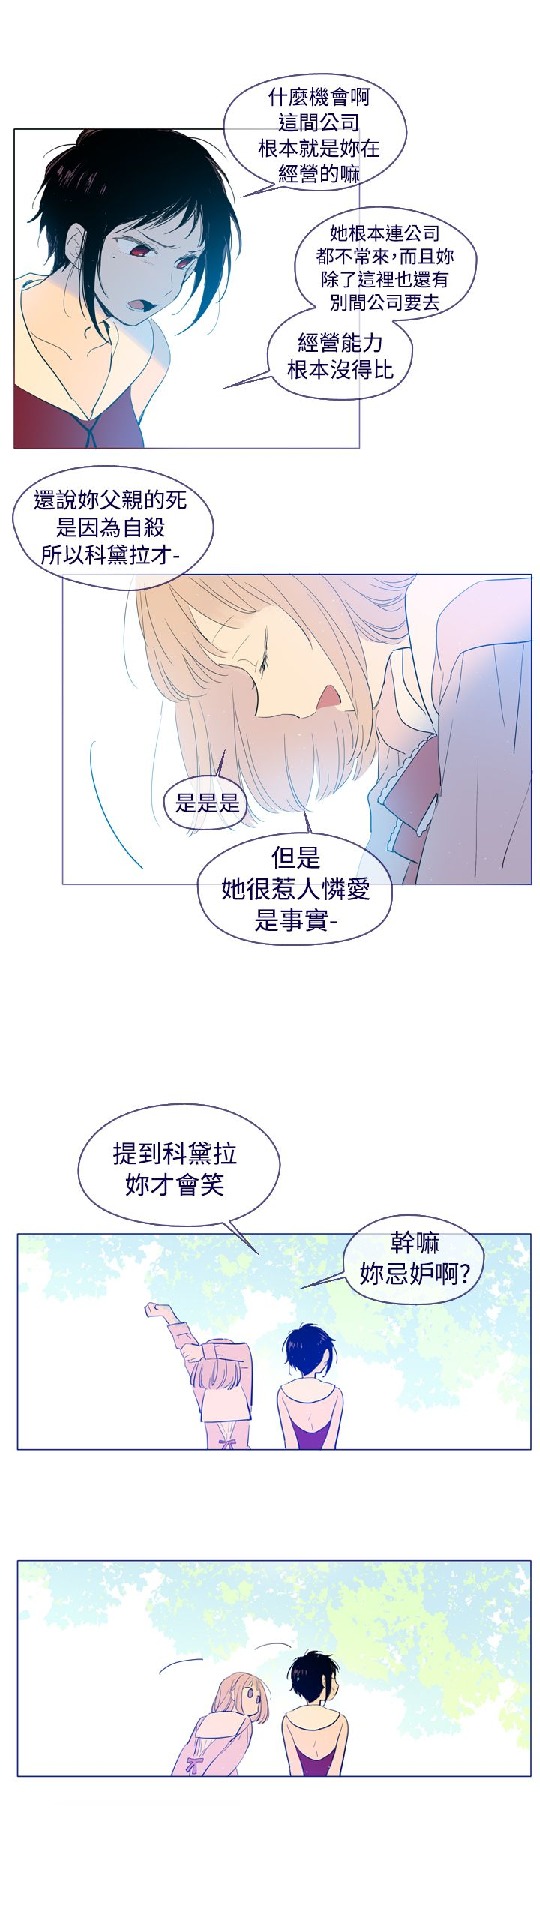 什麼機會啊
這間公司
根本就是妳在
經營的嘛
她根本連公司
都不常來,而且妳
除了這裡也還有
別間公司要去
經營能力
根本沒得比
還說妳父親的死
是因為自殺
所以科黛拉才-
是是是
但是
她很惹人憐愛
是事實-
提到科黛拉
妳才會笑
幹嘛
妳忌妒啊?